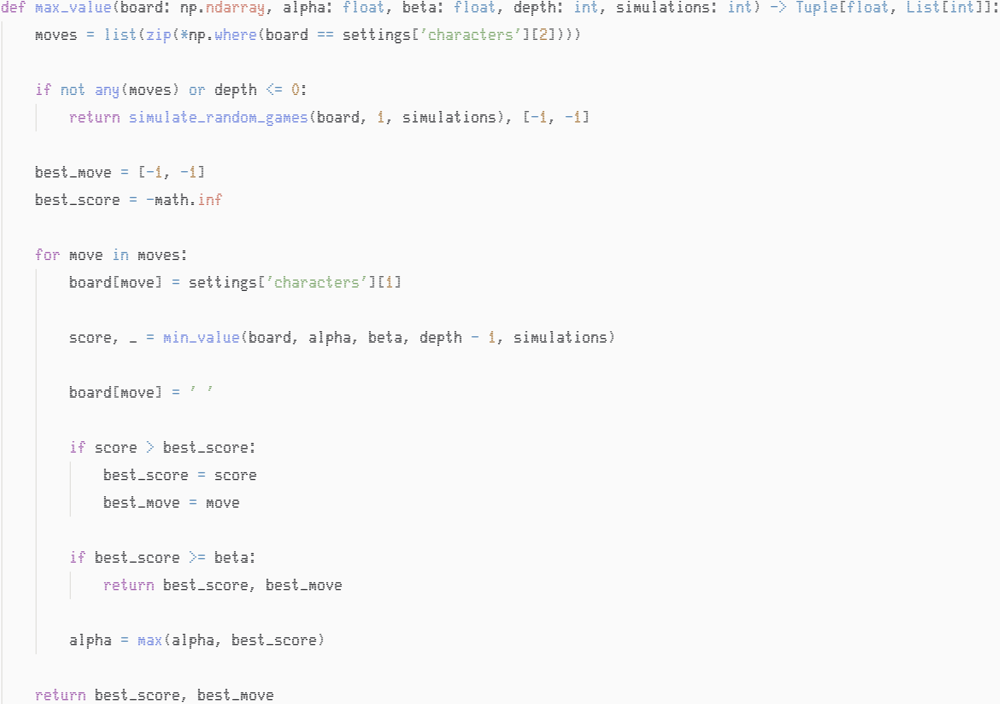 def max_value(board: np.ndarray, alpha: float, beta: float, depth: int, simulations: int) -> Tuple[float, List[int]]:
    moves = list(zip(*np.where(board == settings['characters'][2])))

    if not any(moves) or depth <= 0:
        return simulate_random_games(board, 1, simulations), [-1, -1]

    best_move = [-1, -1]
    best_score = -math.inf

    for move in moves:
        board[move] = settings['characters'][1]

        score, _ = min_value(board, alpha, beta, depth - 1, simulations)

        board[move] = ' '

        if score > best_score:
            best_score = score
            best_move = move

        if best_score >= beta:
            return best_score, best_move

        alpha = max(alpha, best_score)

    return best_score, best_move